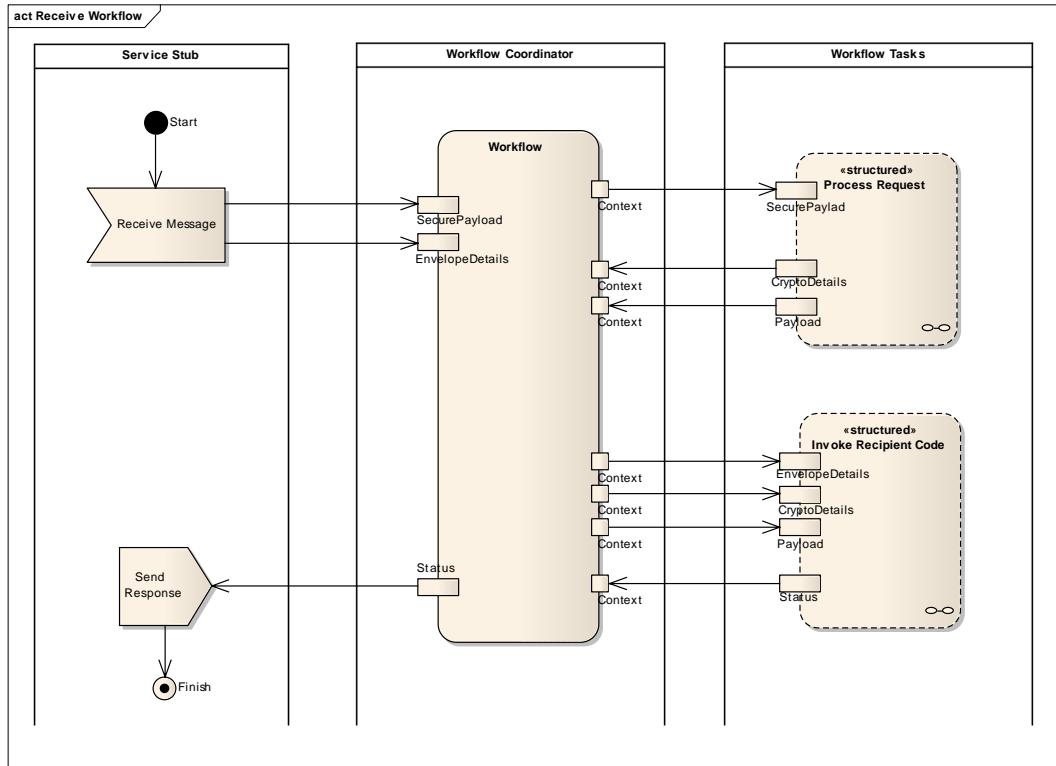 act Receive Workflow
Service Stub
Workflow Coordinator
Workflow Tasks
Start
Receive Message
Workflow
SecurePayload
EnvelopeDetails
Context
Context
Context
«structured»
Process Request
SecurePaylad
CryptoDetails
Payload
Context
Context
Context
Context
«structured»
Invoke Recipient Code
EnvelopeDetails
CryptoDetails
Payload
Status
Status
Send
Response
Finish